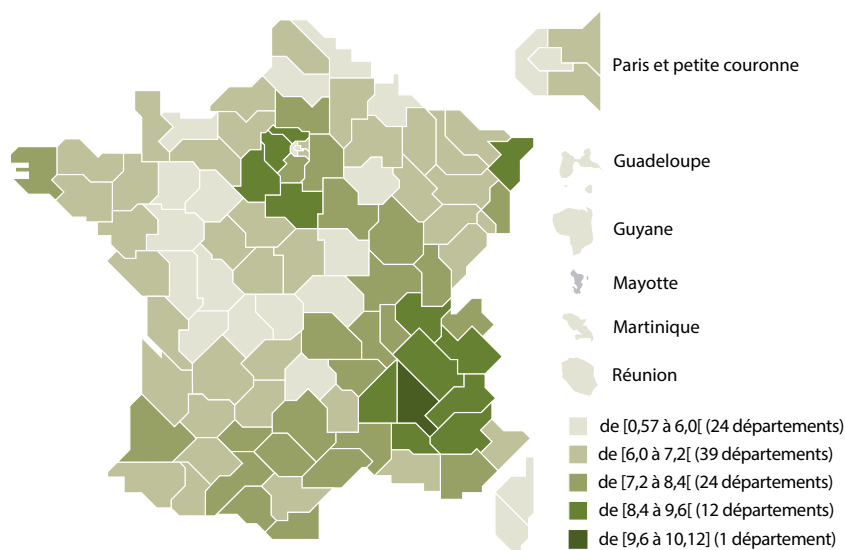 Paris et petite couronne
Guadeloupe
Guyane
Mayotte
Martinique
Réunion
de [0,57 à 6,0[ (24 départements)
de [6,0 à 7,2[ (39 départements)
de [7,2 à 8,4[ (24 départements)
de [8,4 à 9,6[ (12 départements)
de [9,6 à 10,12] (1 département)